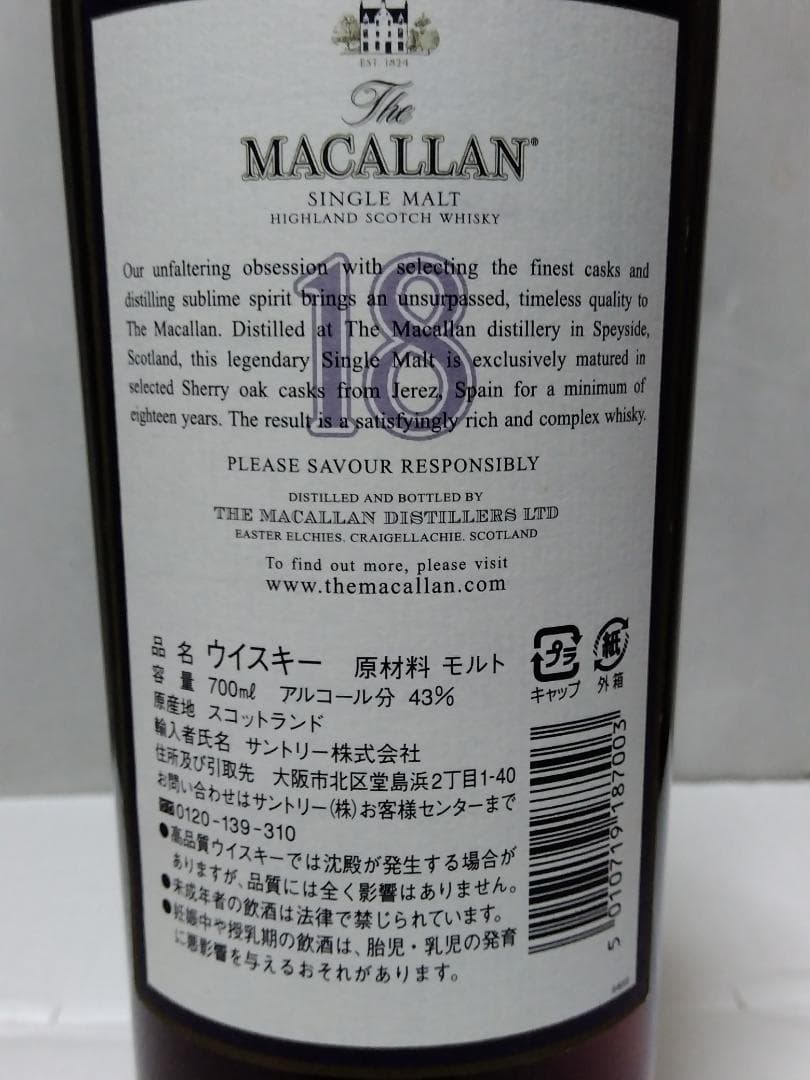 EST. 1824
The
MACALLAN®
SINGLE MALT
HIGHLAND SCOTCH WHISKY
18
Our unfaltering obsession with selecting the finest casks and
distilling sublime spirit brings an unsurpassed, timeless quality to
The Macallan. Distilled at The Macallan distillery in Speyside,
Scotland, this legendary Single Malt is exclusively matured in
selected Sherry oak casks from Jerez, Spain for a minimum of
eighteen years. The result is a satisfyingly rich and complex whisky.
PLEASE SAVOUR RESPONSIBLY
DISTILLED AND BOTTLED BY
THE MACALLAN DISTILLERS LTD
EASTER ELCHIES, CRAIGELLACHIE, SCOTLAND
To find out more, please visit
www.themacallan.com
品名 ウイスキー 原材料 モルト
容量 700㎖ アルコール分 43%
原産地 スコットランド
輸入者氏名 サントリー株式会社
住所及び引取先 大阪市北区堂島浜2丁目1-40
お問い合わせはサントリー(株)お客様センターまで
0120-139-310
●高品質ウイスキーでは沈殿が発生する場合が
ありますが、品質には全く影響はありません。
●未成年者の飲酒は法律で禁じられています。
●妊娠中や授乳期の飲酒は、胎児・乳児の発育
に悪影響を与えるおそれがあります。
プラ
キャップ
紙
外箱
5 010719 187003